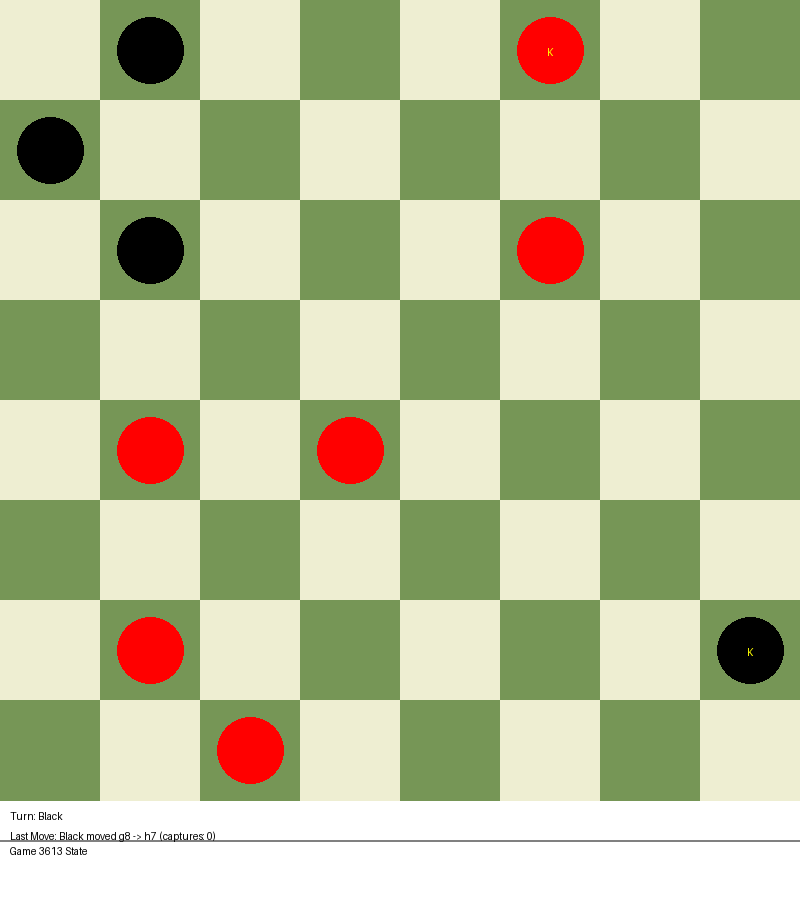 K
K
Turn: Black
Last Move: Black moved g8 -> h7 (captures: 0)
Game 3613 State